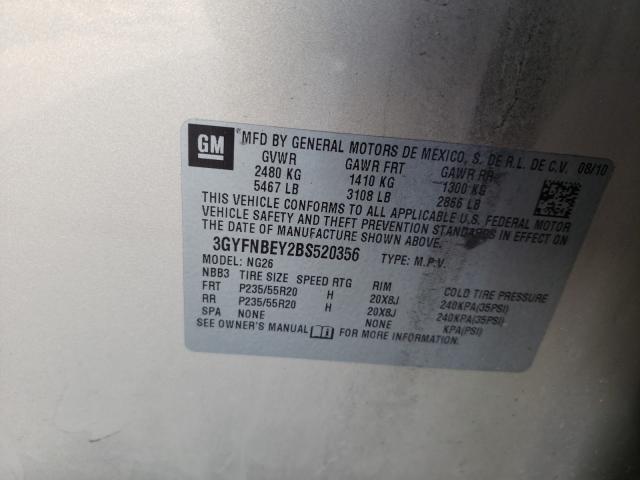 GM ®MFD BY GENERAL MOTORS DE MEXICO, S. DE R.L. DE C.V. 08/10
GVWR GAWR FRT GAWR RR
2480 KG 1410 KG 1300 KG
5467 LB 3108 LB 2866 LB
THIS VEHICLE CONFORMS TO ALL APPLICABLE U.S. FEDERAL MOTOR
VEHICLE SAFETY AND THEFT PREVENTION STANDARDS IN EFFECT ON
THE DATE OF MANUFACTURE SHOWN ABOVE.
3GYFNBEY2BS520356 TYPE: M.P.V.
MODEL: NG26
NBB3 TIRE SIZE SPEED RTG RIM COLD TIRE PRESSURE
FRT P235/55R20 H 20X8J 240KPA(35PSI)
RR P235/55R20 H 20X8J 240KPA(35PSI)
SPA NONE NONE KPA(PSI)
SEE OWNER'S MANUAL FOR MORE INFORMATION.